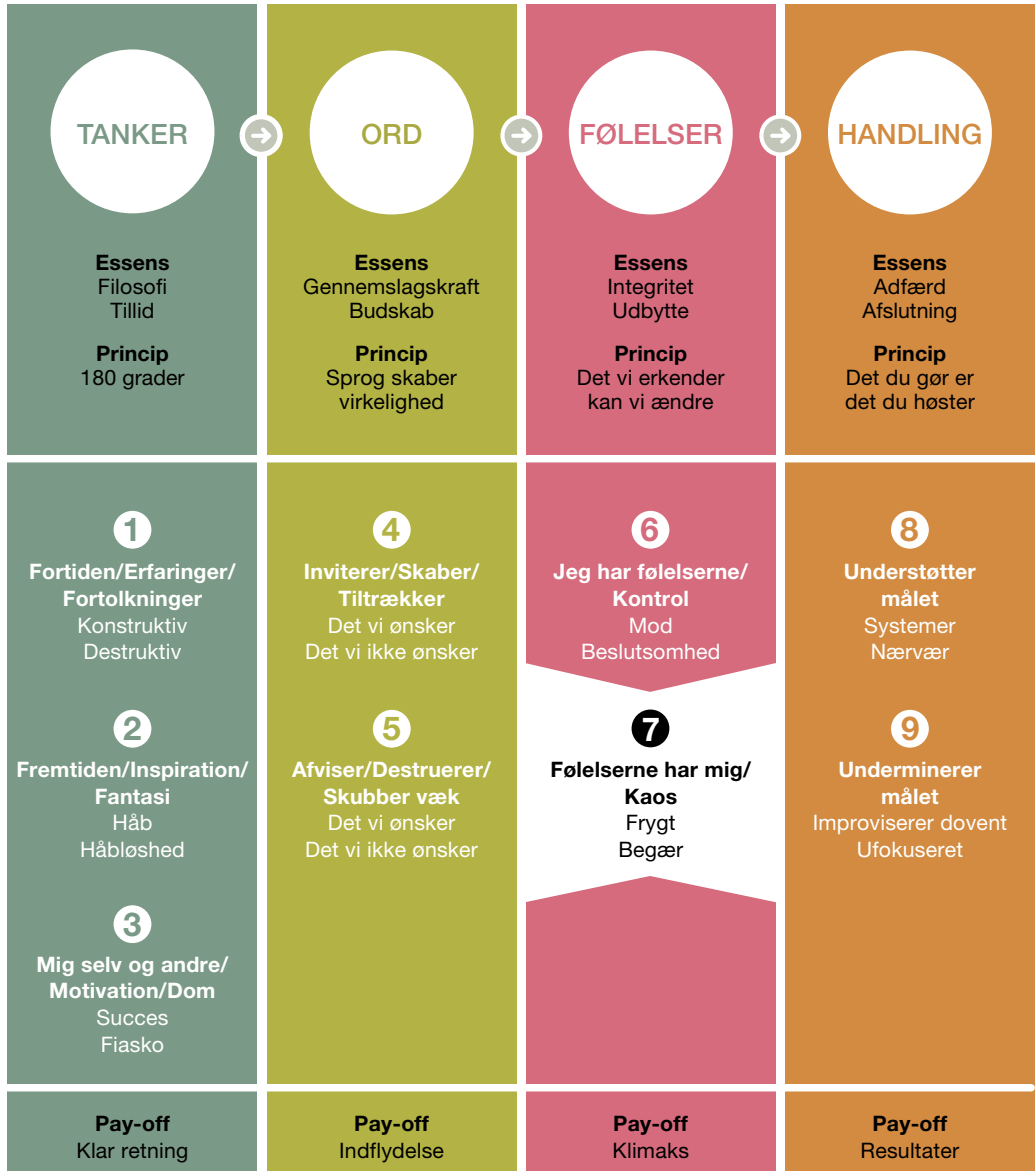 TANKER
Essens
Filosofi
Tillid
Princip
180 grader
1
Fortiden/Erfaringer/
Fortolkninger
Konstruktiv
Destruktiv
2
Fremtiden/Inspiration/
Fantasi
Håb
Håbløshed
3
Mig selv og andre/
Motivation/Dom
Succes
Fiasko
Pay-off
Klar retning
ORD
Essens
Gennemslagskraft
Budskab
Princip
Sprog skaber
virkelighed
4
Inviterer/Skaber/
Tiltrækker
Det vi ønsker
Det vi ikke ønsker
5
Afviser/Destruerer/
Skubber væk
Det vi ønsker
Det vi ikke ønsker
Pay-off
Indflydelse
FØLELSER
Essens
Integritet
Udbytte
Princip
Det vi erkender
kan vi ændre
6
Jeg har følelserne/
Kontrol
Mod
Beslutsomhed
7
Følelserne har mig/
Kaos
Frygt
Begær
Pay-off
Klimaks
HANDLING
Essens
Adfærd
Afslutning
Princip
Det du gør er
det du høster
8
Understøtter
målet
Systemer
Nærvær
9
Underminerer
målet
Improviserer dovent
Ufokuseret
Pay-off
Resultater